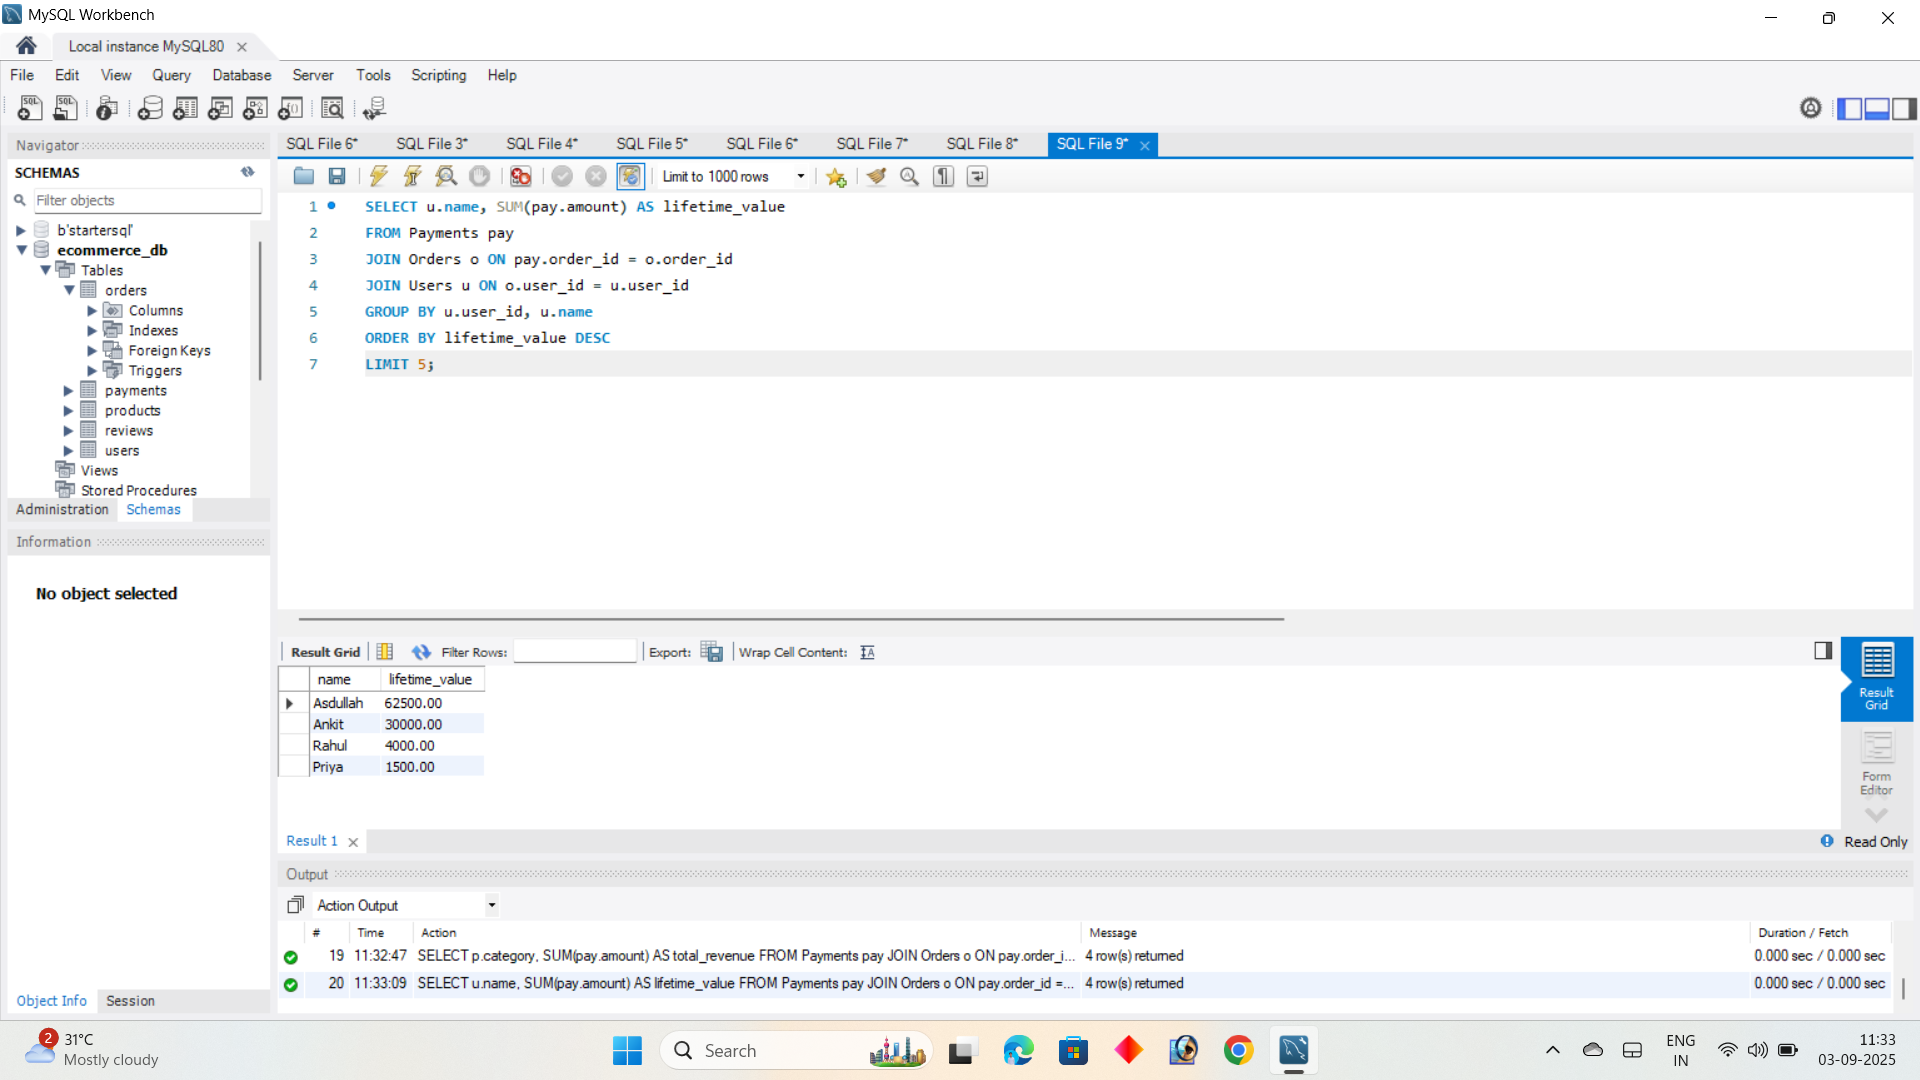 MySQL Workbench
Local instance MySQL80
File Edit View Query Database Server Tools Scripting Help
Navigator
SCHEMAS
Filter objects
b'startersql'
ecommerce_db
Tables
orders
Columns
Indexes
Foreign Keys
Triggers
payments
products
reviews
users
Views
Stored Procedures
Administration Schemas
Information
No object selected
Object Info Session
SQL File 6* SQL File 3* SQL File 4* SQL File 5* SQL File 6* SQL File 7* SQL File 8* SQL File 9*
Limit to 1000 rows
1 SELECT u.name, SUM(pay.amount) AS lifetime_value
2 FROM Payments pay
3 JOIN Orders o ON pay.order_id = o.order_id
4 JOIN Users u ON o.user_id = u.user_id
5 GROUP BY u.user_id, u.name
6 ORDER BY lifetime_value DESC
7 LIMIT 5;
Result Grid Filter Rows: Export: Wrap Cell Content:
name lifetime_value
Asdullah 62500.00
Ankit 30000.00
Rahul 4000.00
Priya 1500.00
Result Grid
Form Editor
Result 1
Read Only
Output
Action Output
# Time Action Message Duration / Fetch
19 11:32:47 SELECT p.category, SUM(pay.amount) AS total_revenue FROM Payments pay JOIN Orders o ON pay.order_i... 4 row(s) returned 0.000 sec / 0.000 sec
20 11:33:09 SELECT u.name, SUM(pay.amount) AS lifetime_value FROM Payments pay JOIN Orders o ON pay.order_id =... 4 row(s) returned 0.000 sec / 0.000 sec
2
31°C
Mostly cloudy
Search
ENG
IN
11:33
03-09-2025